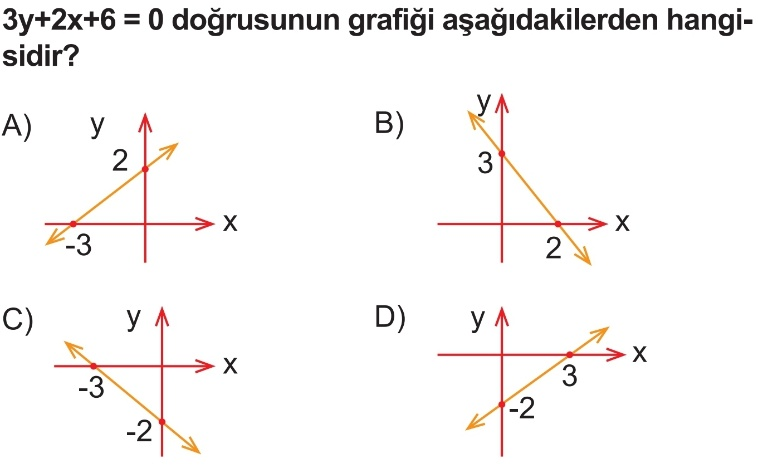 3y+2x+6 = 0 doğrusunun grafiği aşağıdakilerden hangi-
sidir?
A) y
2
x
-3
B) y
3
x
2
C) y
x
-3
-2
D) y
x
3
-2